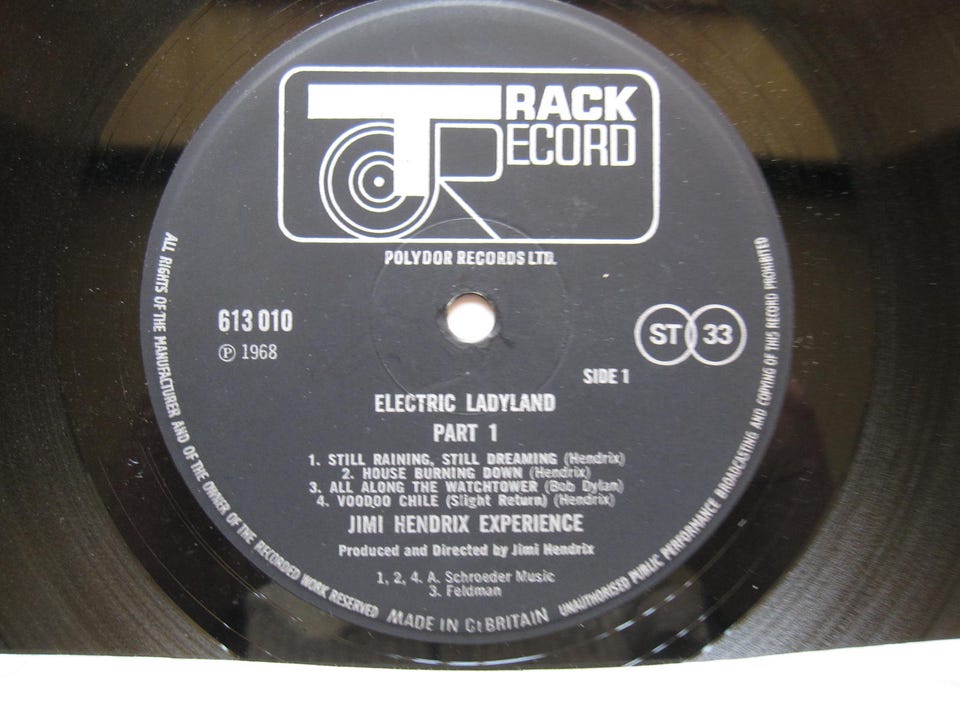 TRACK
RECORD
POLYDOR RECORDS LTD.
613 010
℗ 1968
ST 33
SIDE 1
ELECTRIC LADYLAND
PART 1
1. STILL RAINING, STILL DREAMING (Hendrix)
2. HOUSE BURNING DOWN (Hendrix)
3. ALL ALONG THE WATCHTOWER (Bob Dylan)
4. VOODOO CHILE (Slight Return) (Hendrix)
JIMI HENDRIX EXPERIENCE
Produced and Directed by Jimi Hendrix
1, 2, 4. A. Schroeder Music
3. Feldman
ALL RIGHTS OF THE MANUFACTURER AND OF THE OWNER OF THE RECORDED WORK RESERVED
MADE IN Gt BRITAIN
UNAUTHORISED PUBLIC PERFORMANCE BROADCASTING AND COPYING OF THIS RECORD PROHIBITED